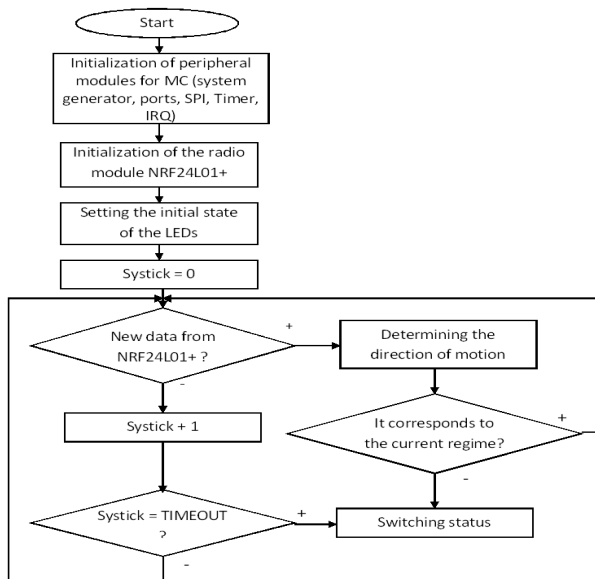 Start
Initialization of peripheral
modules for MC (system
generator, ports, SPI, Timer,
IRQ)
Initialization of the radio
module NRF24L01+
Setting the initial state
of the LEDs
Systick = 0
New data from
NRF24L01+ ?
+
-
Determining the
direction of motion
Systick + 1
It corresponds to
the current regime?
+
-
Systick = TIMEOUT
?
+
-
Switching status